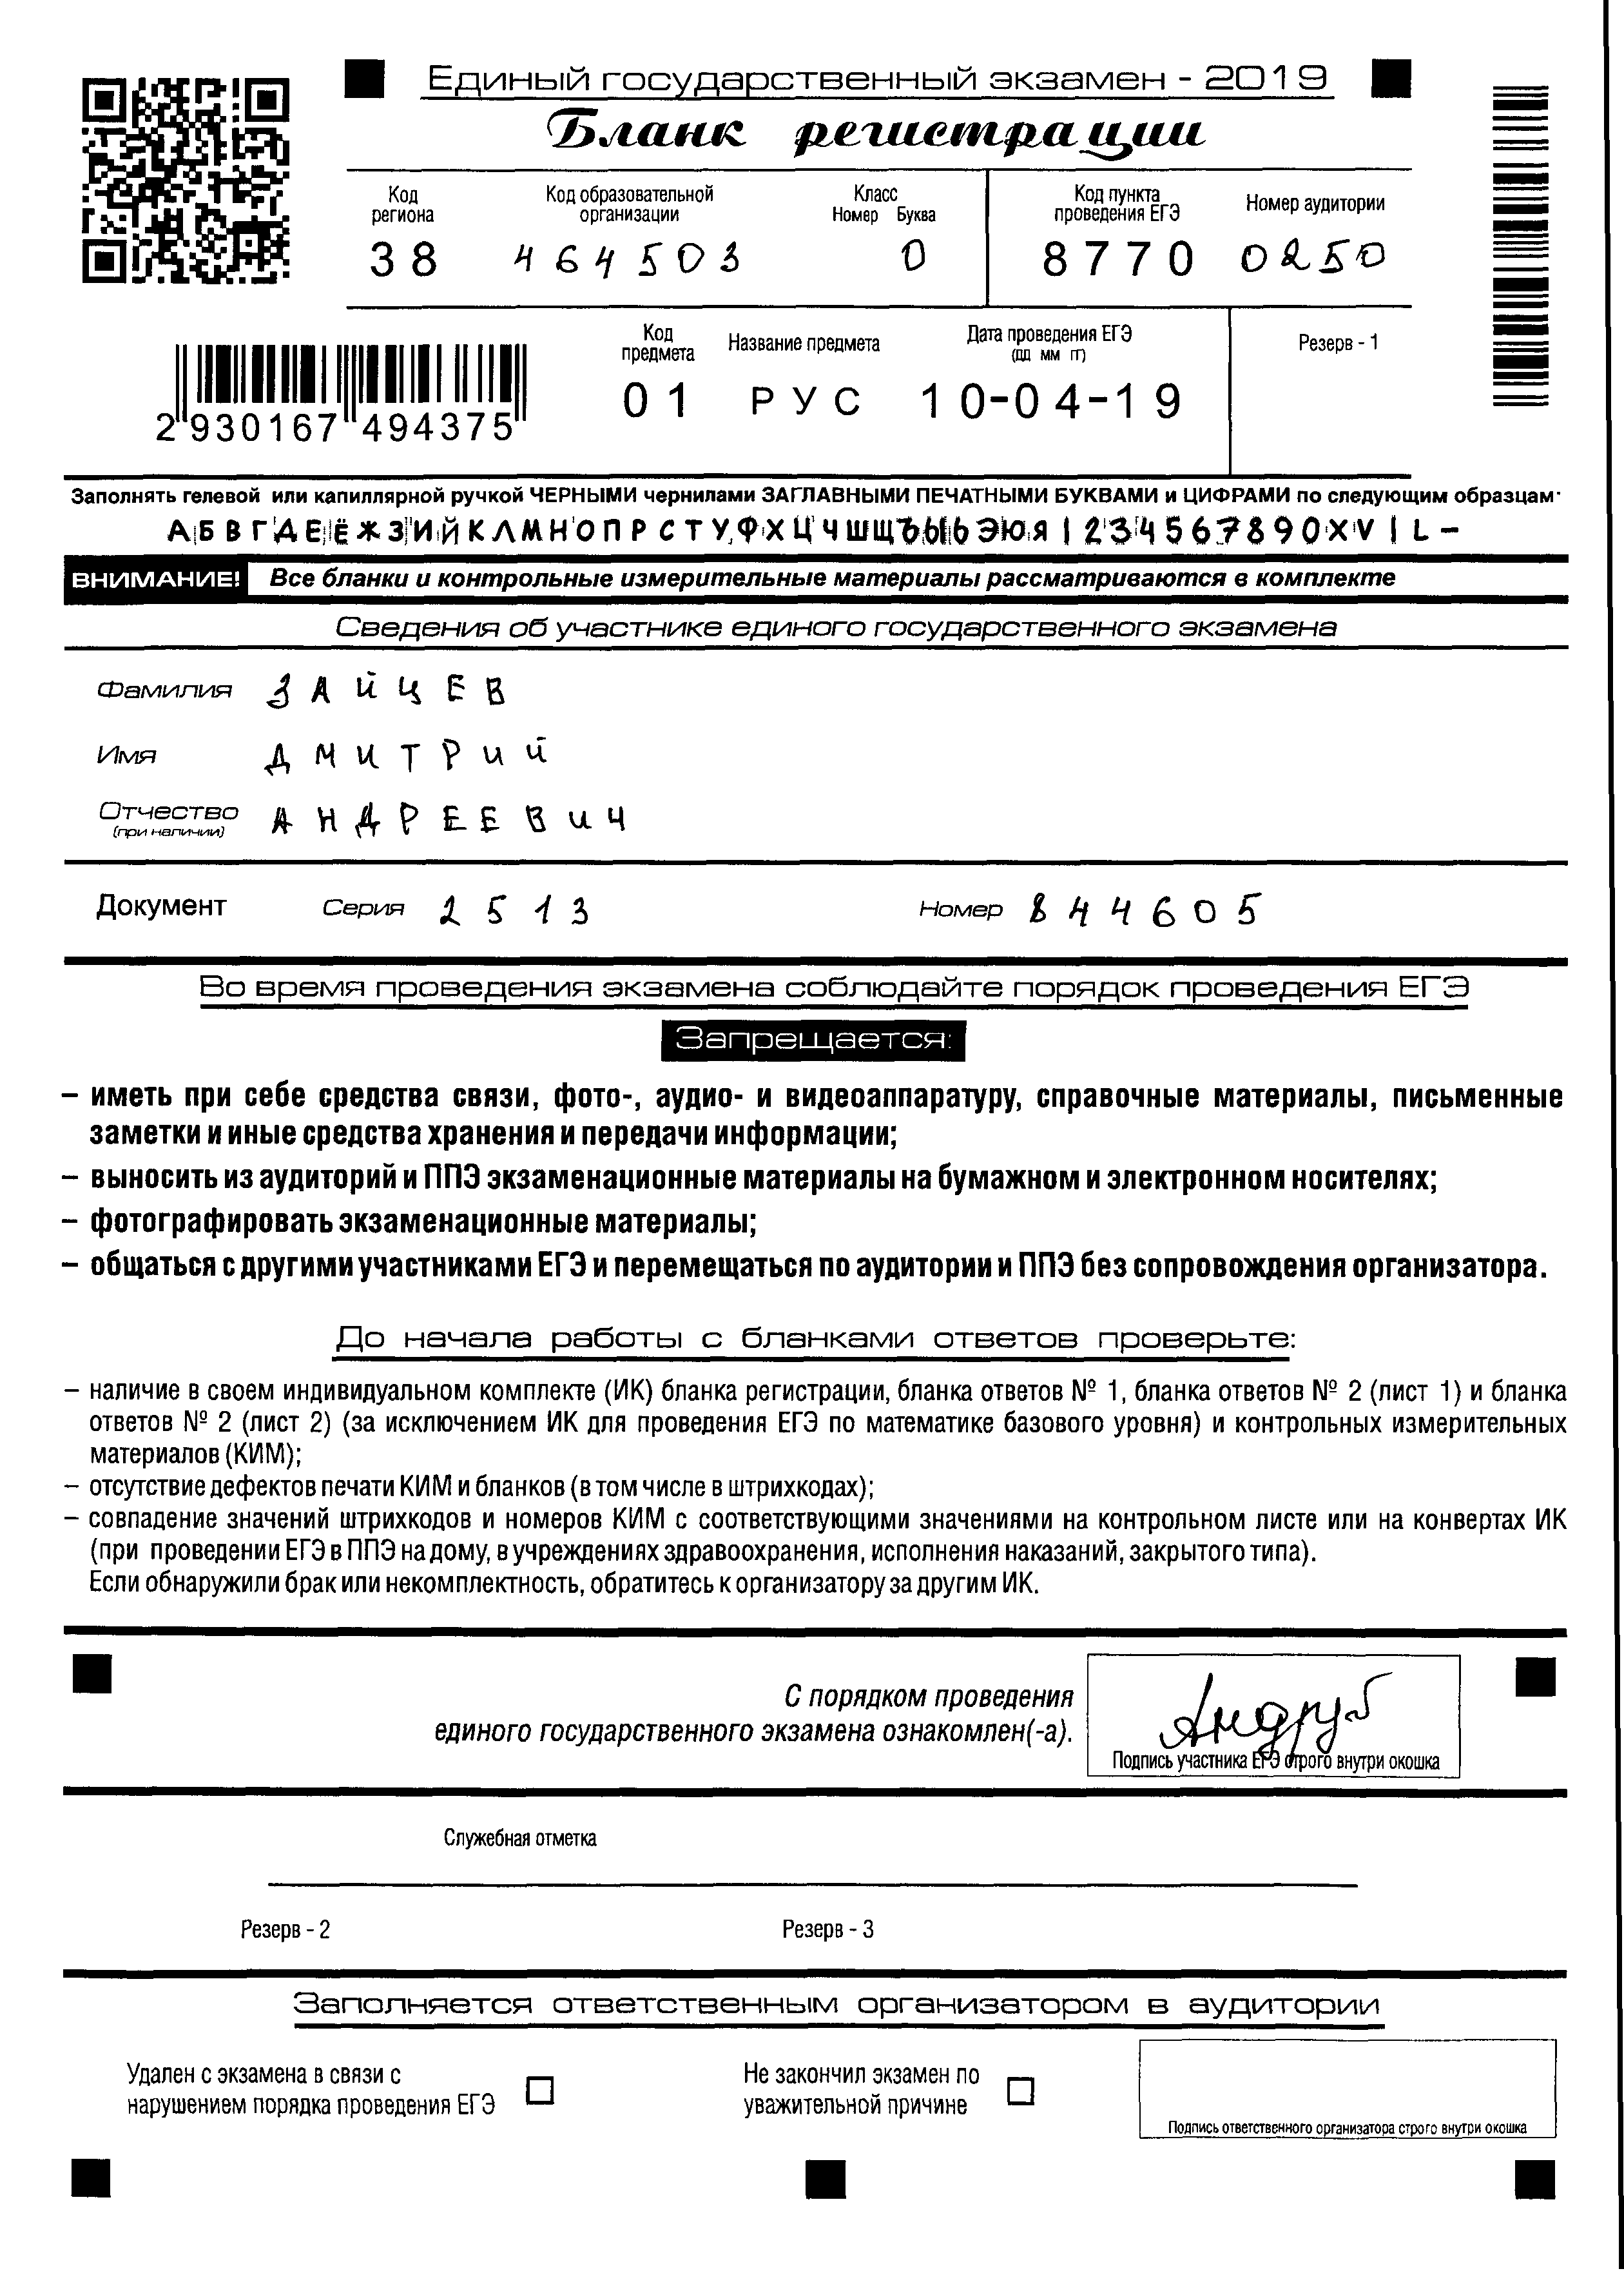 Единый государственный экзамен - 2019
Бланк регистрации
Код региона
Код образовательной организации
Класс
Номер Буква
Код пункта проведения ЕГЭ
Номер аудитории
38 464503 0 8770 0250
Код предмета
Название предмета
Дата проведения ЕГЭ
(дд мм гг)
Резерв - 1
01 РУС 10-04-19
2 930167 494375
Заполнять гелевой или капиллярной ручкой ЧЕРНЫМИ чернилами ЗАГЛАВНЫМИ ПЕЧАТНЫМИ БУКВАМИ и ЦИФРАМИ по следующим образцам:
АБВГДЕЁЖЗИЙКЛМНОПРСТУФХЦЧШЩЪЫЬЭЮЯ1234567890XVIL-
ВНИМАНИЕ! Все бланки и контрольные измерительные материалы рассматриваются в комплекте
Сведения об участнике единого государственного экзамена
Фамилия ЗАЙЦЕВ
Имя ДМИТРИЙ
Отчество АНДРЕЕВИЧ
(при наличии)
Документ Серия 2513 Номер 844605
Во время проведения экзамена соблюдайте порядок проведения ЕГЭ
Запрещается:
– иметь при себе средства связи, фото-, аудио- и видеоаппаратуру, справочные материалы, письменные
заметки и иные средства хранения и передачи информации;
– выносить из аудиторий и ППЭ экзаменационные материалы на бумажном и электронном носителях;
– фотографировать экзаменационные материалы;
– общаться с другими участниками ЕГЭ и перемещаться по аудитории и ППЭ без сопровождения организатора.
До начала работы с бланками ответов проверьте:
– наличие в своем индивидуальном комплекте (ИК) бланка регистрации, бланка ответов № 1, бланка ответов № 2 (лист 1) и бланка
ответов № 2 (лист 2) (за исключением ИК для проведения ЕГЭ по математике базового уровня) и контрольных измерительных
материалов (КИМ);
– отсутствие дефектов печати КИМ и бланков (в том числе в штрихкодах);
– совпадение значений штрихкодов и номеров КИМ с соответствующими значениями на контрольном листе или на конвертах ИК
(при проведении ЕГЭ в ППЭ на дому, в учреждениях здравоохранения, исполнения наказаний, закрытого типа).
Если обнаружили брак или некомплектность, обратитесь к организатору за другим ИК.
С порядком проведения
единого государственного экзамена ознакомлен(-а).
Подпись участника ЕГЭ строго внутри окошка
Служебная отметка
Резерв - 2
Резерв - 3
Заполняется ответственным организатором в аудитории
Удален с экзамена в связи с
нарушением порядка проведения ЕГЭ
Не закончил экзамен по
уважительной причине
Подпись ответственного организатора строго внутри окошка